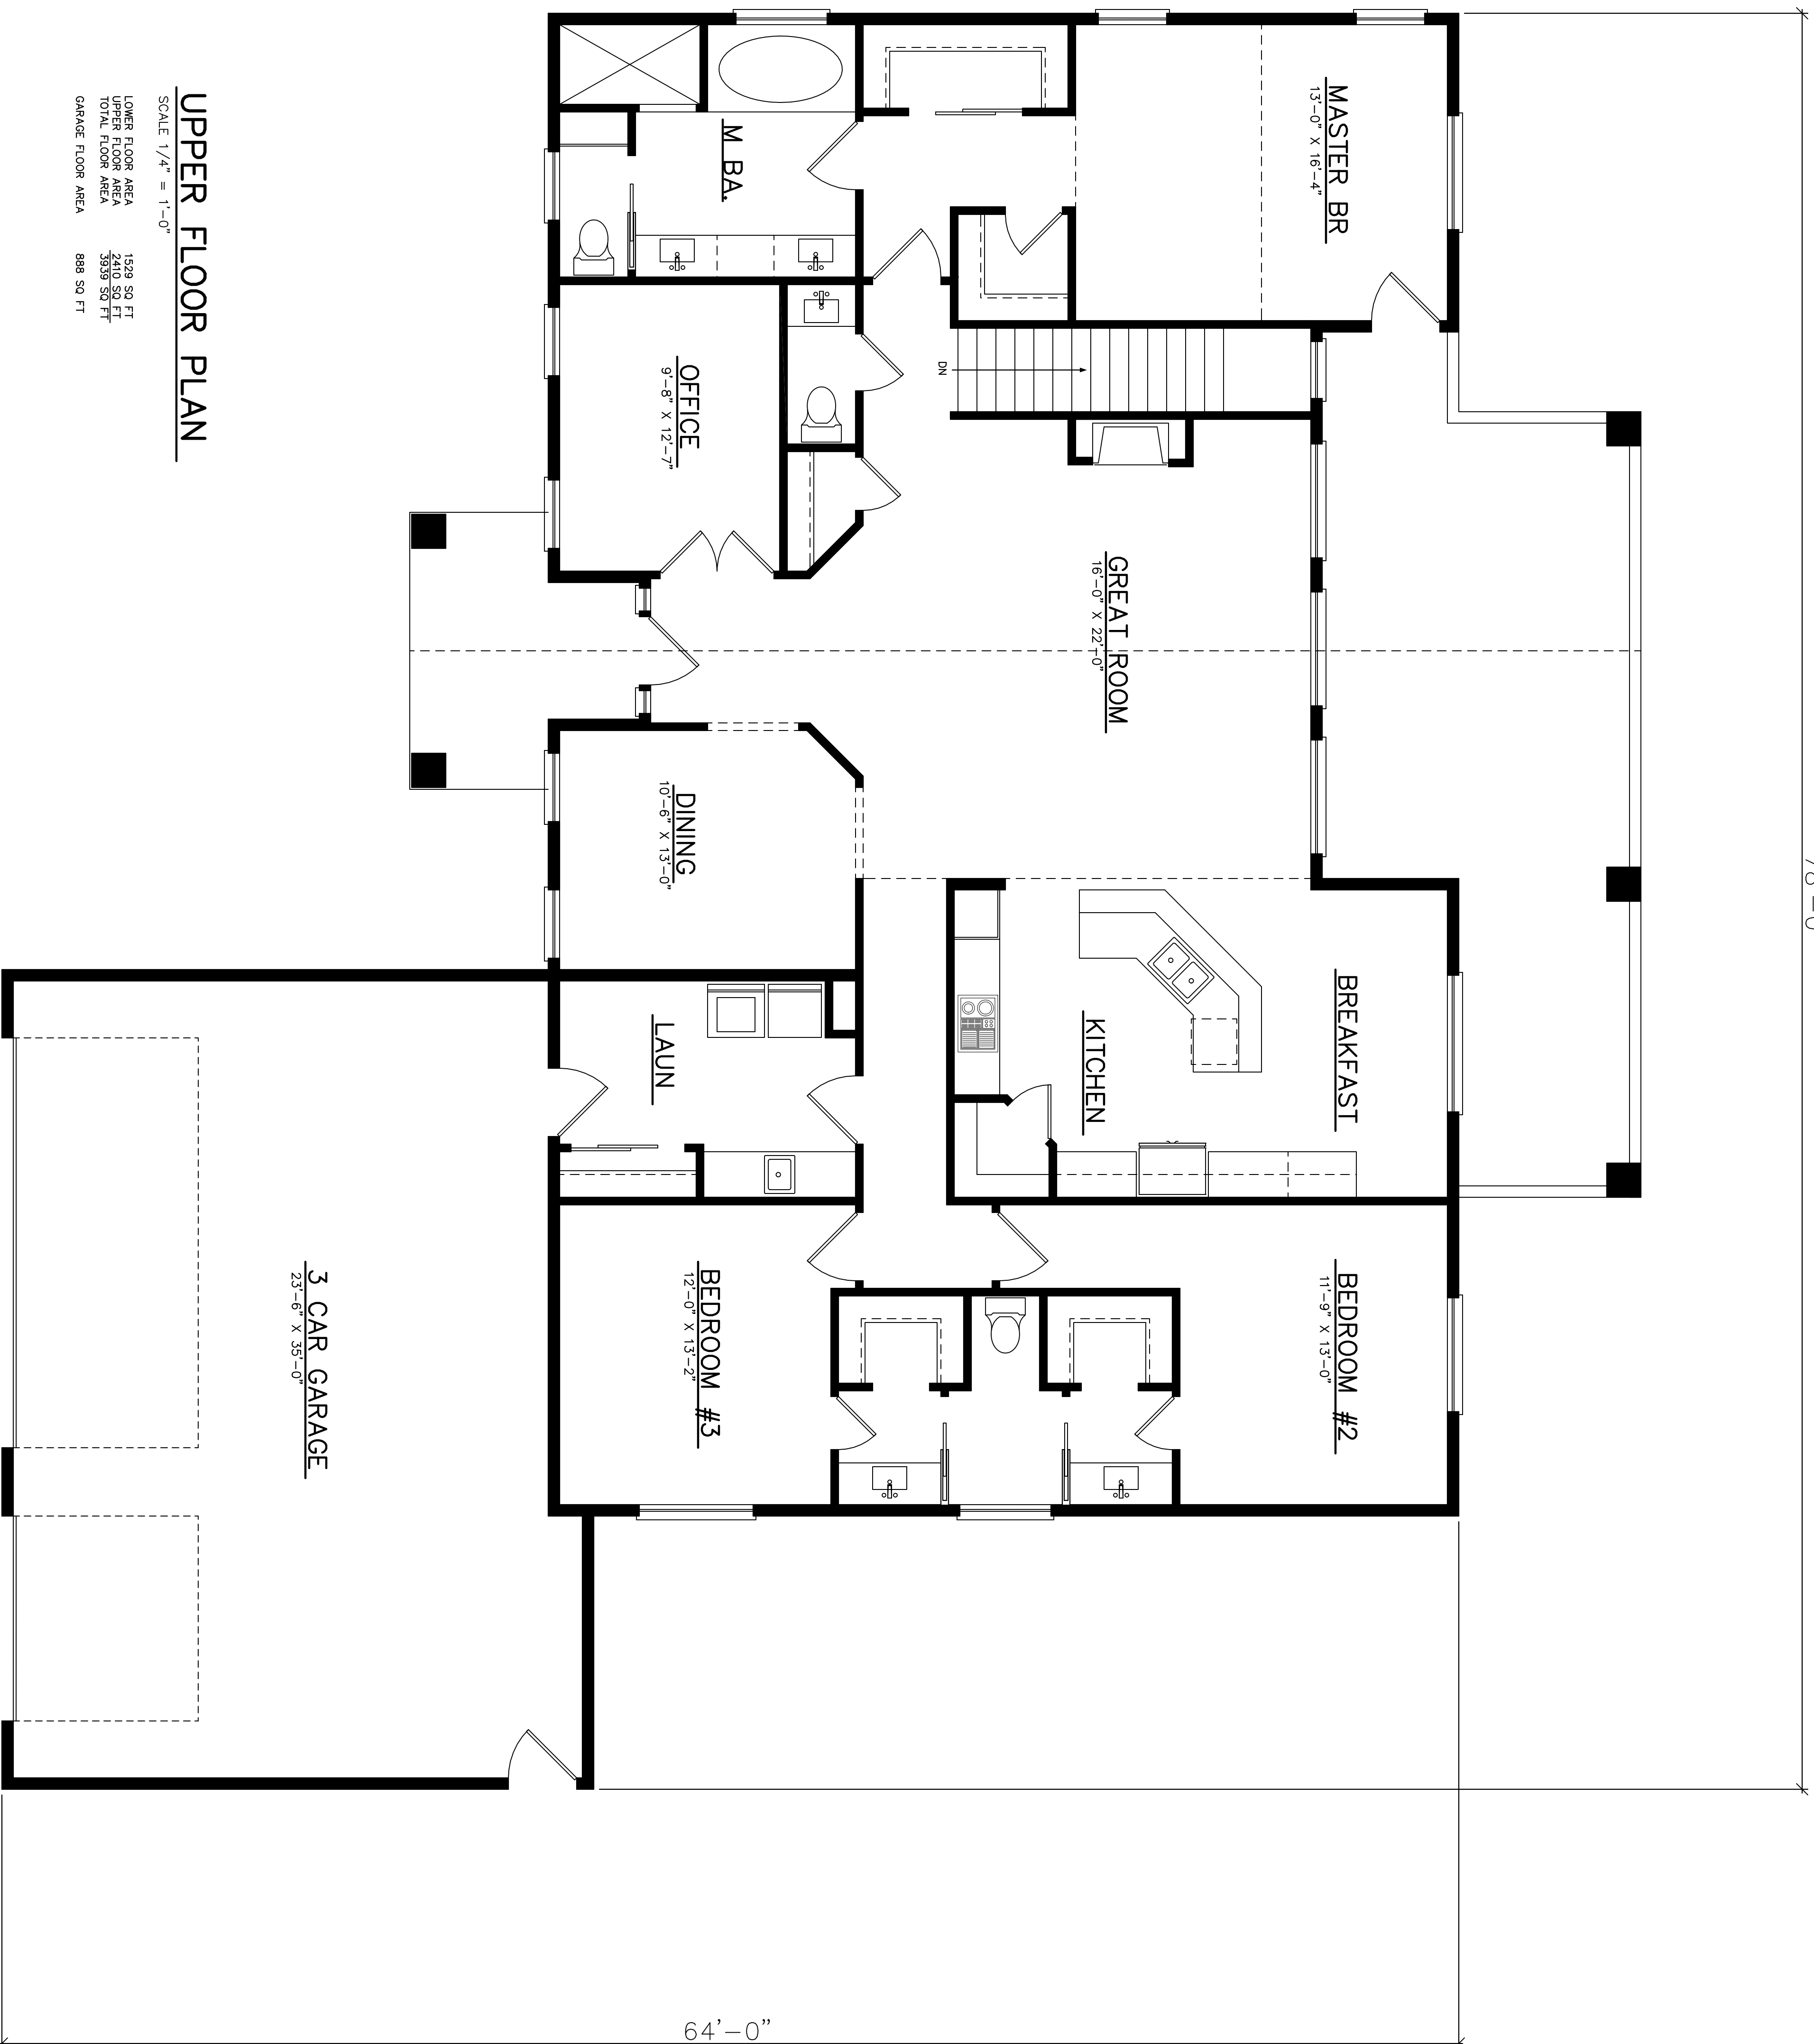 MASTER BR
13'-0" X 16'-4"
BREAKFAST
BEDROOM #2
11'-9" X 13'-0"
GREAT ROOM
16'-0" X 22'-0"
KITCHEN
DN
M BA.
OFFICE
9'-8" X 12'-7"
DINING
10'-6" X 13'-0"
LAUN
BEDROOM #3
12'-0" X 13'-2"
3 CAR GARAGE
23'-6" X 35'-0"
64'-0"
UPPER FLOOR PLAN
SCALE 1/4" = 1'-0"
LOWER FLOOR AREA 1529 SQ FT
UPPER FLOOR AREA 2410 SQ FT
TOTAL FLOOR AREA 3939 SQ FT
GARAGE FLOOR AREA 888 SQ FT